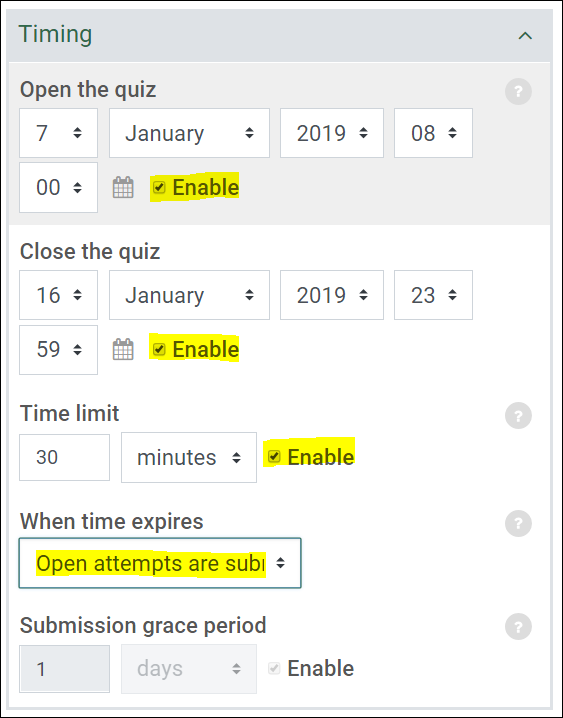 Timing
Open the quiz ?
7 January 2019 08
00 Enable
Close the quiz
16 January 2019 23
59 Enable
Time limit ?
30 minutes Enable
When time expires ?
Open attempts are sub
Submission grace period ?
1 days Enable